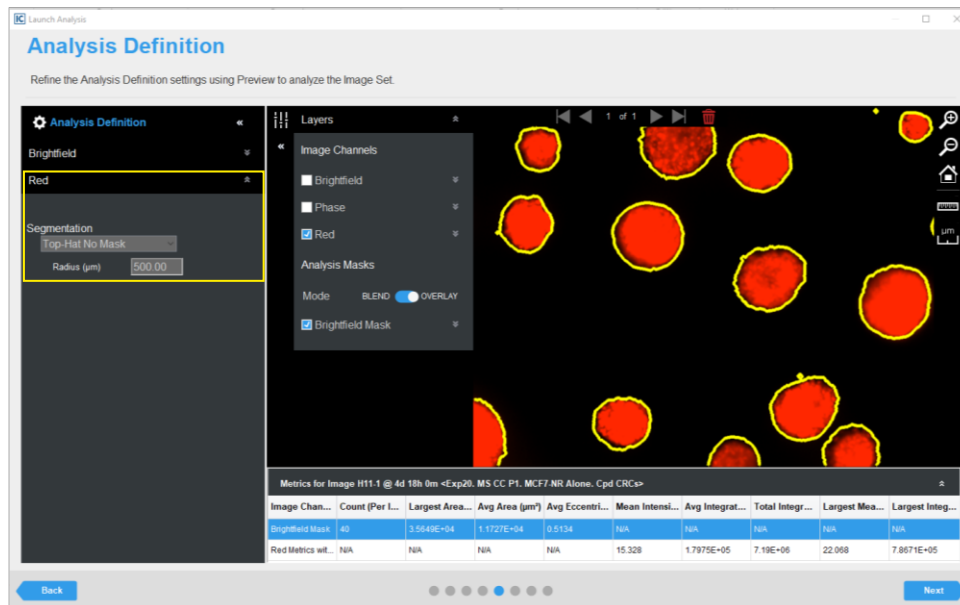 Launch Analysis
Analysis Definition
Refine the Analysis Definition settings using Preview to analyze the Image Set.
Analysis Definition
Brightfield
Red
Segmentation
Top-Hat No Mask
Radius (µm) 500.00
Layers
Image Channels
Brightfield
Phase
Red
Analysis Masks
Mode BLEND OVERLAY
Brightfield Mask
1 of 1
µm
Metrics for Image H11-1 @ 4d 18h 0m <Exp20. MS CC P1. MCF7-NR Alone. Cpd CRCs>
Image Chan... Count (Per I... Largest Area... Avg Area (µm²) Avg Eccentri... Mean Intensi... Avg Integrat... Total Integr... Largest Mea... Largest Integ...
Brightfield Mask 40 3.5649E+04 1.1727E+04 0.5134 N/A N/A N/A N/A N/A
Red Metrics wit... N/A N/A N/A N/A 15.328 1.7975E+05 7.19E+06 22.068 7.8671E+05
Back
Next